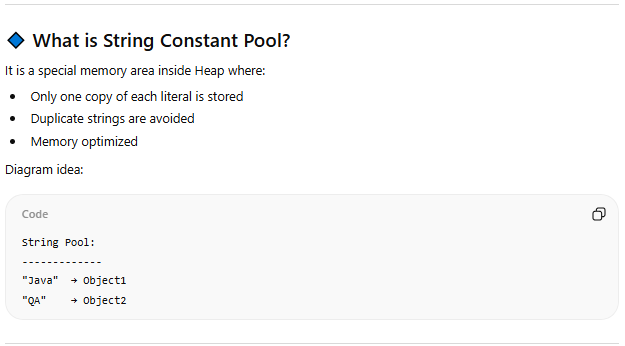 What is String Constant Pool?
It is a special memory area inside Heap where:
• Only one copy of each literal is stored
• Duplicate strings are avoided
• Memory optimized
Diagram idea:
Code
String Pool:
-------------
"Java"  → Object1
"QA"    → Object2